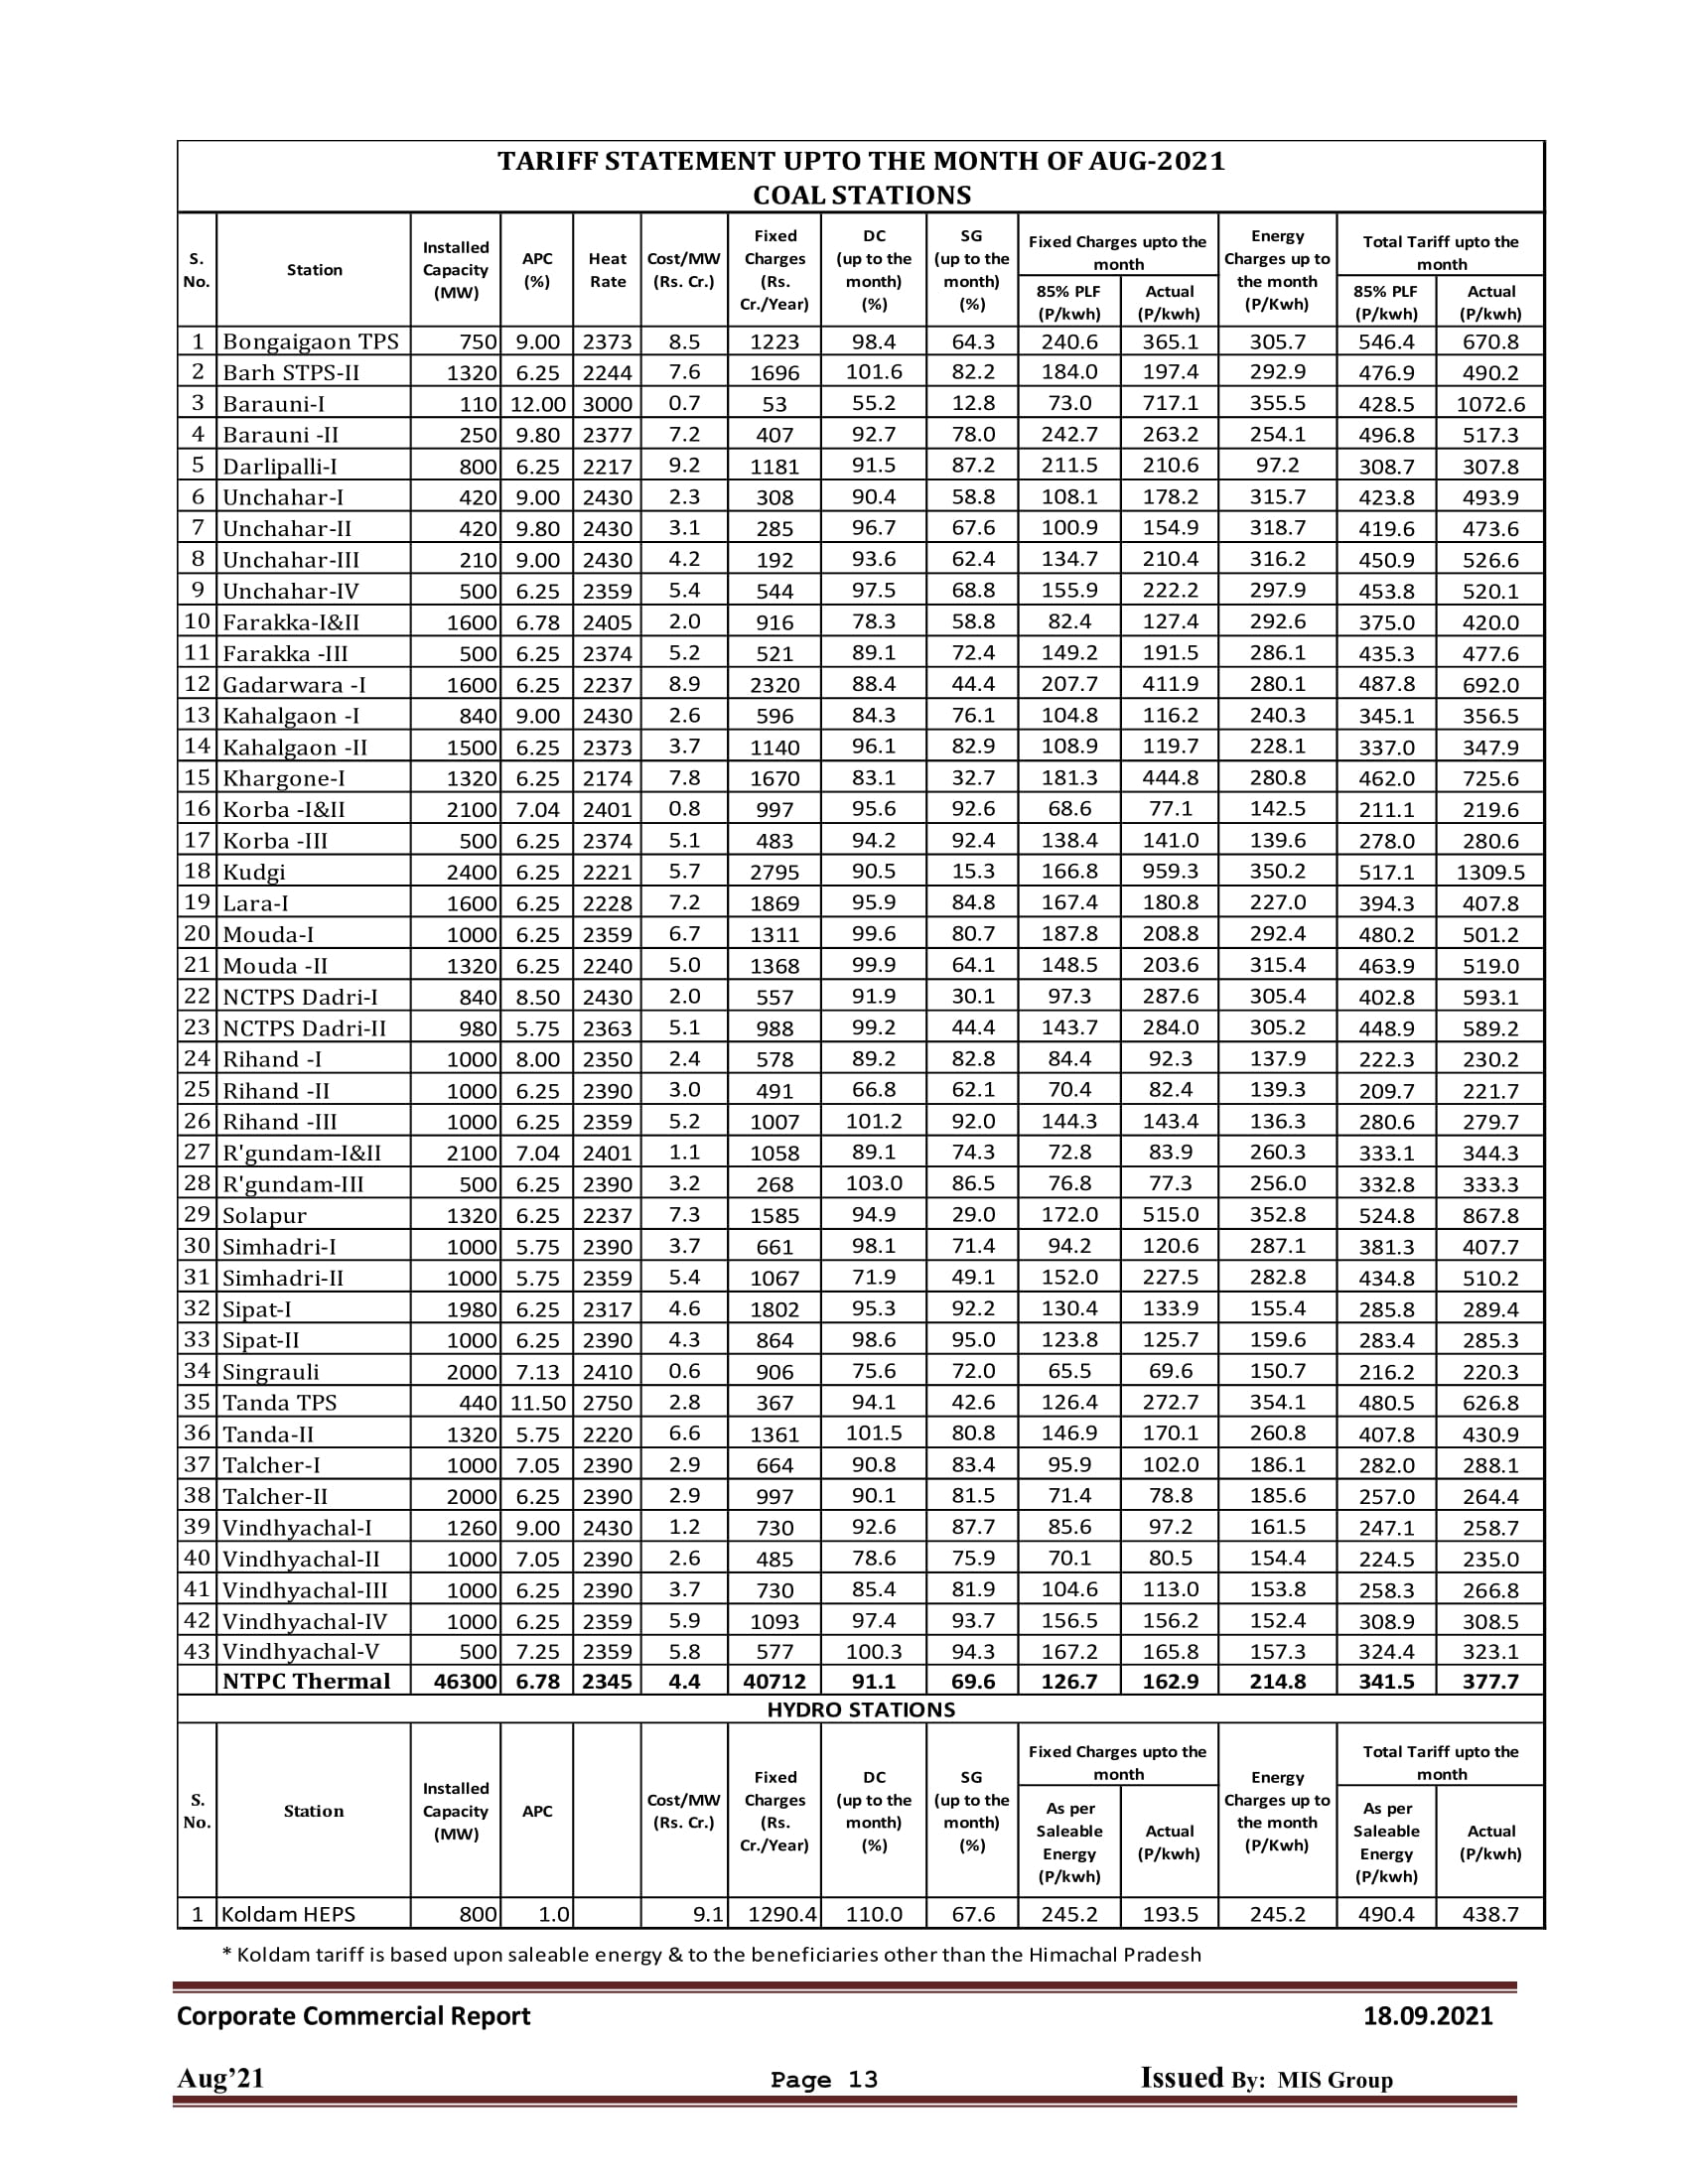 TARIFF STATEMENT UPTO THE MONTH OF AUG-2021
COAL STATIONS
S. No. Station Installed Capacity (MW) APC (%) Heat Rate Cost/MW (Rs. Cr.) Fixed Charges (Rs. Cr./Year) DC (up to the month) (%) SG (up to the month) (%) Fixed Charges upto the month Energy Charges up to the month (P/Kwh) Total Tariff upto the month
85% PLF (P/kwh) Actual (P/kwh) 85% PLF (P/kwh) Actual (P/kwh)
1 Bongaigaon TPS 750 9.00 2373 8.5 1223 98.4 64.3 240.6 365.1 305.7 546.4 670.8
2 Barh STPS-II 1320 6.25 2244 7.6 1696 101.6 82.2 184.0 197.4 292.9 476.9 490.2
3 Barauni-I 110 12.00 3000 0.7 53 55.2 12.8 73.0 717.1 355.5 428.5 1072.6
4 Barauni -II 250 9.80 2377 7.2 407 92.7 78.0 242.7 263.2 254.1 496.8 517.3
5 Darlipalli-I 800 6.25 2217 9.2 1181 91.5 87.2 211.5 210.6 97.2 308.7 307.8
6 Unchahar-I 420 9.00 2430 2.3 308 90.4 58.8 108.1 178.2 315.7 423.8 493.9
7 Unchahar-II 420 9.80 2430 3.1 285 96.7 67.6 100.9 154.9 318.7 419.6 473.6
8 Unchahar-III 210 9.00 2430 4.2 192 93.6 62.4 134.7 210.4 316.2 450.9 526.6
9 Unchahar-IV 500 6.25 2359 5.4 544 97.5 68.8 155.9 222.2 297.9 453.8 520.1
10 Farakka-I&II 1600 6.78 2405 2.0 916 78.3 58.8 82.4 127.4 292.6 375.0 420.0
11 Farakka -III 500 6.25 2374 5.2 521 89.1 72.4 149.2 191.5 286.1 435.3 477.6
12 Gadarwara -I 1600 6.25 2237 8.9 2320 88.4 44.4 207.7 411.9 280.1 487.8 692.0
13 Kahalgaon -I 840 9.00 2430 2.6 596 84.3 76.1 104.8 116.2 240.3 345.1 356.5
14 Kahalgaon -II 1500 6.25 2373 3.7 1140 96.1 82.9 108.9 119.7 228.1 337.0 347.9
15 Khargone-I 1320 6.25 2174 7.8 1670 83.1 32.7 181.3 444.8 280.8 462.0 725.6
16 Korba -I&II 2100 7.04 2401 0.8 997 95.6 92.6 68.6 77.1 142.5 211.1 219.6
17 Korba -III 500 6.25 2374 5.1 483 94.2 92.4 138.4 141.0 139.6 278.0 280.6
18 Kudgi 2400 6.25 2221 5.7 2795 90.5 15.3 166.8 959.3 350.2 517.1 1309.5
19 Lara-I 1600 6.25 2228 7.2 1869 95.9 84.8 167.4 180.8 227.0 394.3 407.8
20 Mouda-I 1000 6.25 2359 6.7 1311 99.6 80.7 187.8 208.8 292.4 480.2 501.2
21 Mouda -II 1320 6.25 2240 5.0 1368 99.9 64.1 148.5 203.6 315.4 463.9 519.0
22 NCTPS Dadri-I 840 8.50 2430 2.0 557 91.9 30.1 97.3 287.6 305.4 402.8 593.1
23 NCTPS Dadri-II 980 5.75 2363 5.1 988 99.2 44.4 143.7 284.0 305.2 448.9 589.2
24 Rihand -I 1000 8.00 2350 2.4 578 89.2 82.8 84.4 92.3 137.9 222.3 230.2
25 Rihand -II 1000 6.25 2390 3.0 491 66.8 62.1 70.4 82.4 139.3 209.7 221.7
26 Rihand -III 1000 6.25 2359 5.2 1007 101.2 92.0 144.3 143.4 136.3 280.6 279.7
27 R'gundam-I&II 2100 7.04 2401 1.1 1058 89.1 74.3 72.8 83.9 260.3 333.1 344.3
28 R'gundam-III 500 6.25 2390 3.2 268 103.0 86.5 76.8 77.3 256.0 332.8 333.3
29 Solapur 1320 6.25 2237 7.3 1585 94.9 29.0 172.0 515.0 352.8 524.8 867.8
30 Simhadri-I 1000 5.75 2390 3.7 661 98.1 71.4 94.2 120.6 287.1 381.3 407.7
31 Simhadri-II 1000 5.75 2359 5.4 1067 71.9 49.1 152.0 227.5 282.8 434.8 510.2
32 Sipat-I 1980 6.25 2317 4.6 1802 95.3 92.2 130.4 133.9 155.4 285.8 289.4
33 Sipat-II 1000 6.25 2390 4.3 864 98.6 95.0 123.8 125.7 159.6 283.4 285.3
34 Singrauli 2000 7.13 2410 0.6 906 75.6 72.0 65.5 69.6 150.7 216.2 220.3
35 Tanda TPS 440 11.50 2750 2.8 367 94.1 42.6 126.4 272.7 354.1 480.5 626.8
36 Tanda-II 1320 5.75 2220 6.6 1361 101.5 80.8 146.9 170.1 260.8 407.8 430.9
37 Talcher-I 1000 7.05 2390 2.9 664 90.8 83.4 95.9 102.0 186.1 282.0 288.1
38 Talcher-II 2000 6.25 2390 2.9 997 90.1 81.5 71.4 78.8 185.6 257.0 264.4
39 Vindhyachal-I 1260 9.00 2430 1.2 730 92.6 87.7 85.6 97.2 161.5 247.1 258.7
40 Vindhyachal-II 1000 7.05 2390 2.6 485 78.6 75.9 70.1 80.5 154.4 224.5 235.0
41 Vindhyachal-III 1000 6.25 2390 3.7 730 85.4 81.9 104.6 113.0 153.8 258.3 266.8
42 Vindhyachal-IV 1000 6.25 2359 5.9 1093 97.4 93.7 156.5 156.2 152.4 308.9 308.5
43 Vindhyachal-V 500 7.25 2359 5.8 577 100.3 94.3 167.2 165.8 157.3 324.4 323.1
NTPC Thermal 46300 6.78 2345 4.4 40712 91.1 69.6 126.7 162.9 214.8 341.5 377.7
HYDRO STATIONS
S. No. Station Installed Capacity (MW) APC Cost/MW (Rs. Cr.) Fixed Charges (Rs. Cr./Year) DC (up to the month) (%) SG (up to the month) (%) Fixed Charges upto the month Energy Charges up to the month (P/Kwh) Total Tariff upto the month
As per Saleable Energy (P/kwh) Actual (P/kwh) As per Saleable Energy (P/kwh) Actual (P/kwh)
1 Koldam HEPS 800 1.0 9.1 1290.4 110.0 67.6 245.2 193.5 245.2 490.4 438.7
* Koldam tariff is based upon saleable energy & to the beneficiaries other than the Himachal Pradesh
Corporate Commercial Report 18.09.2021
Aug’21 Page 13 Issued By: MIS Group